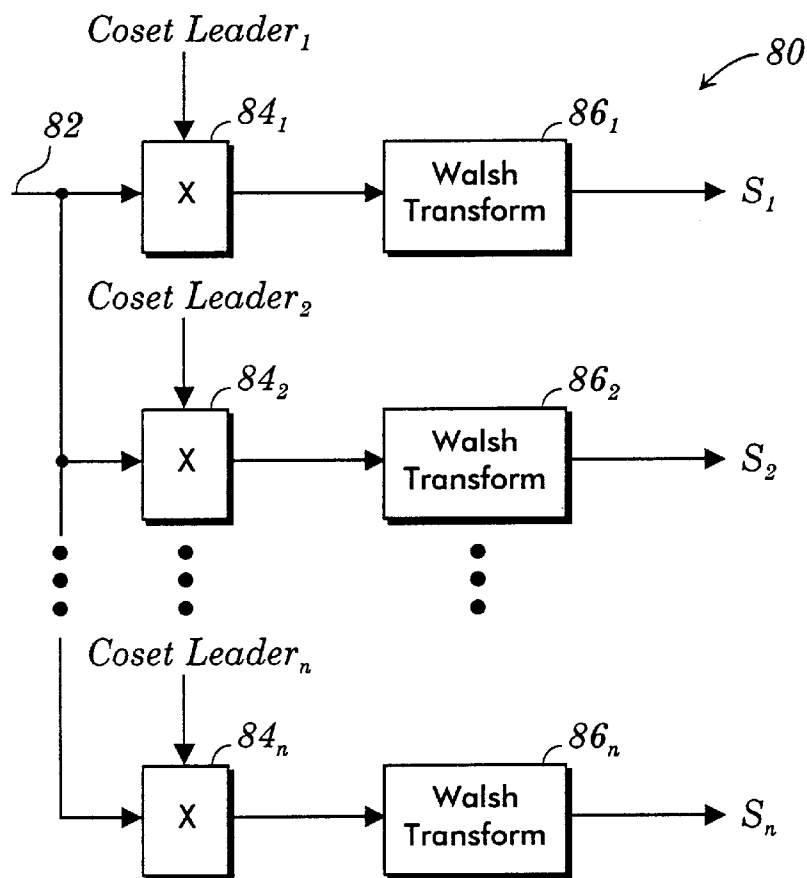 Coset Leader₁
80
82
84₁
86₁
X
Walsh
Transform
S₁
Coset Leader₂
84₂
86₂
X
Walsh
Transform
S₂
Coset Leaderₙ
84ₙ
86ₙ
X
Walsh
Transform
Sₙ